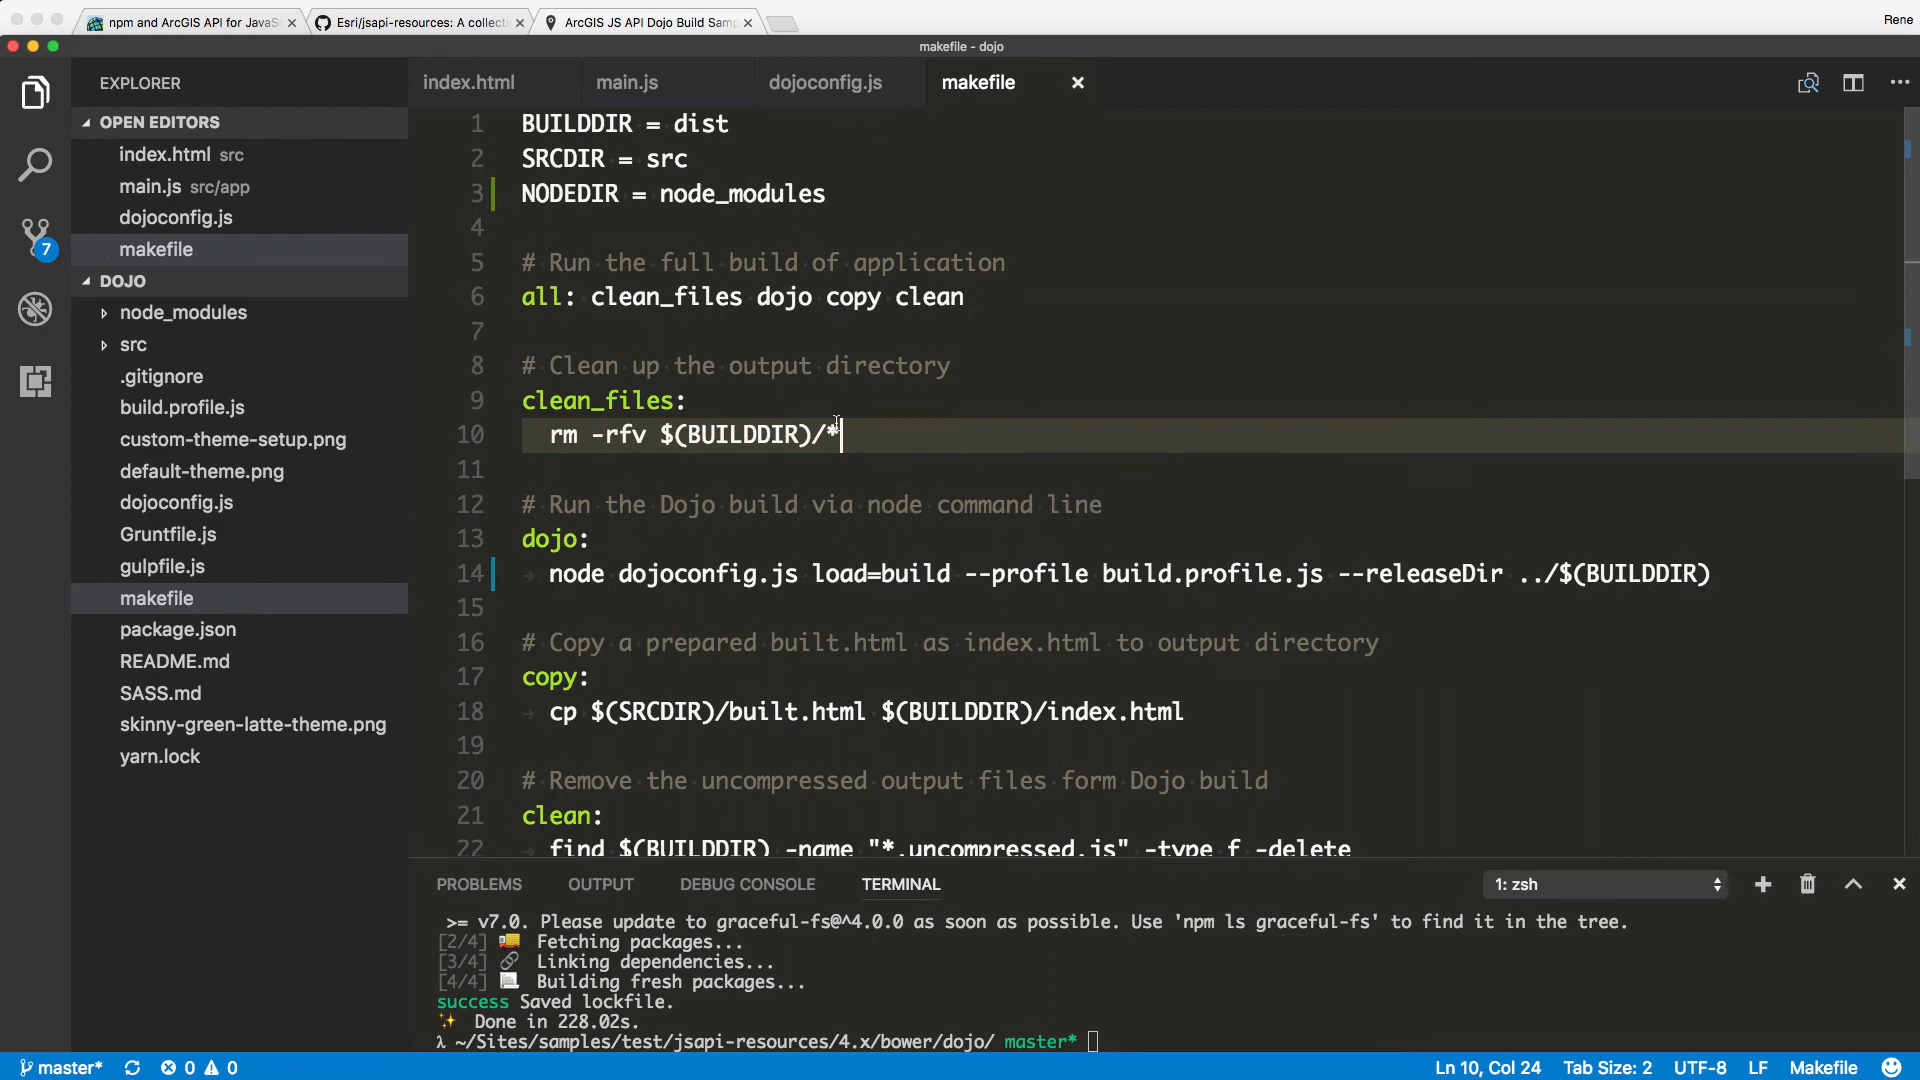 npm and ArcGIS API for JavaSc
Esri/jsapi-resources: A collecti
ArcGIS JS API Dojo Build Samp
Rene
makefile - dojo
EXPLORER
OPEN EDITORS
index.html src
main.js src/app
dojoconfig.js
makefile
DOJO
node_modules
src
.gitignore
build.profile.js
custom-theme-setup.png
default-theme.png
dojoconfig.js
Gruntfile.js
gulpfile.js
makefile
package.json
README.md
SASS.md
skinny-green-latte-theme.png
yarn.lock
7
index.html main.js dojoconfig.js makefile
1 BUILDDIR = dist
2 SRCDIR = src
3 NODEDIR = node_modules
4
5 # Run the full build of application
6 all: clean_files dojo copy clean
7
8 # Clean up the output directory
9 clean_files:
10 rm -rfv $(BUILDDIR)/*
11
12 # Run the Dojo build via node command line
13 dojo:
14 node dojoconfig.js load=build --profile build.profile.js --releaseDir ../$(BUILDDIR)
15
16 # Copy a prepared built.html as index.html to output directory
17 copy:
18 cp $(SRCDIR)/built.html $(BUILDDIR)/index.html
19
20 # Remove the uncompressed output files form Dojo build
21 clean:
22 find $(BUILDDIR) -name "*.uncompressed.js" -type f -delete
PROBLEMS OUTPUT DEBUG CONSOLE TERMINAL 1: zsh
>= v7.0. Please update to graceful-fs@^4.0.0 as soon as possible. Use 'npm ls graceful-fs' to find it in the tree.
[2/4] 🚚 Fetching packages...
[3/4] 🔗 Linking dependencies...
[4/4] 📃 Building fresh packages...
success Saved lockfile.
✨ Done in 228.02s.
λ ~/Sites/samples/test/jsapi-resources/4.x/bower/dojo/ master*
master* 0 0 Ln 10, Col 24 Tab Size: 2 UTF-8 LF Makefile